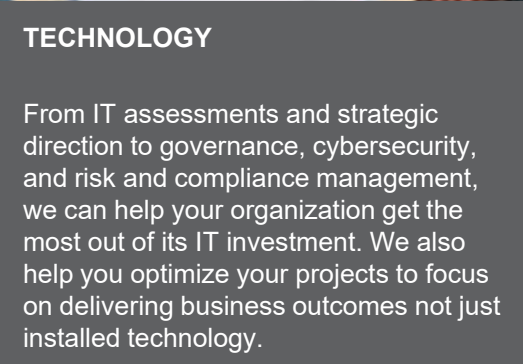 TECHNOLOGY
From IT assessments and strategic
direction to governance, cybersecurity,
and risk and compliance management,
we can help your organization get the
most out of its IT investment. We also
help you optimize your projects to focus
on delivering business outcomes not just
installed technology.